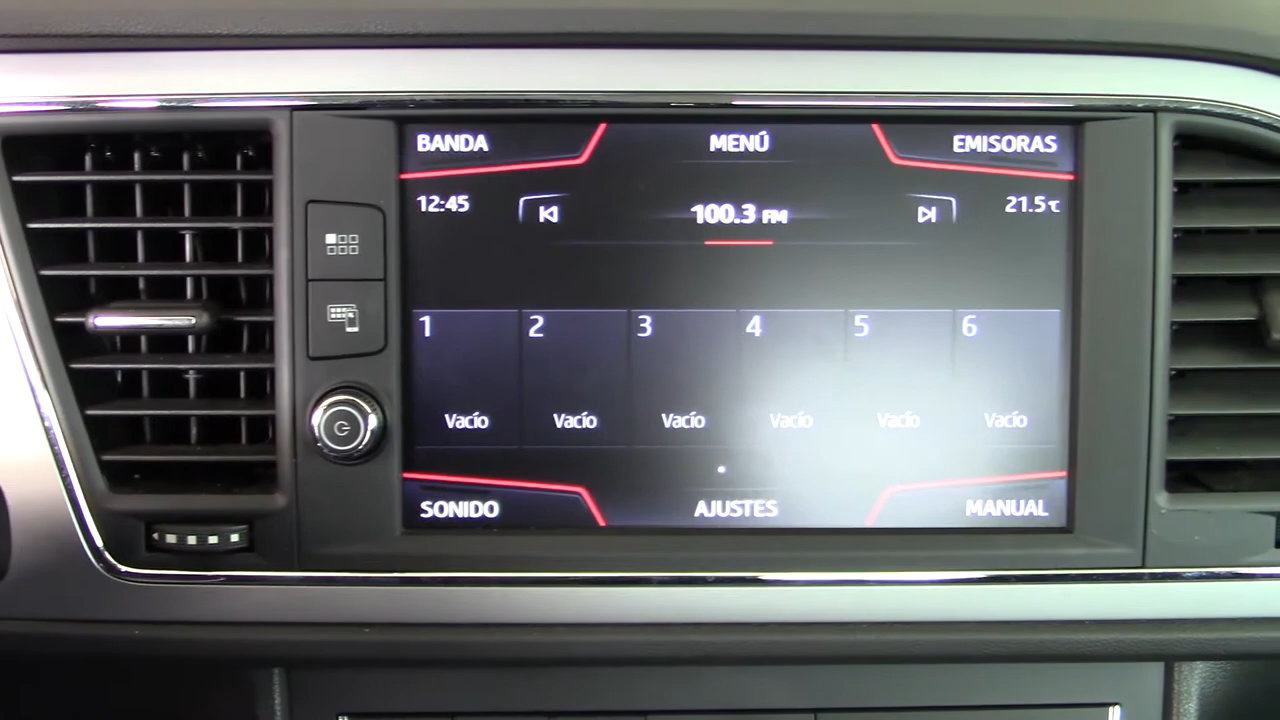 BANDA MENÚ EMISORAS
12:45 100.3 FM 21.5℃
1 2 3 4 5 6
Vacío Vacío Vacío Vacío Vacío Vacío
SONIDO AJUSTES MANUAL